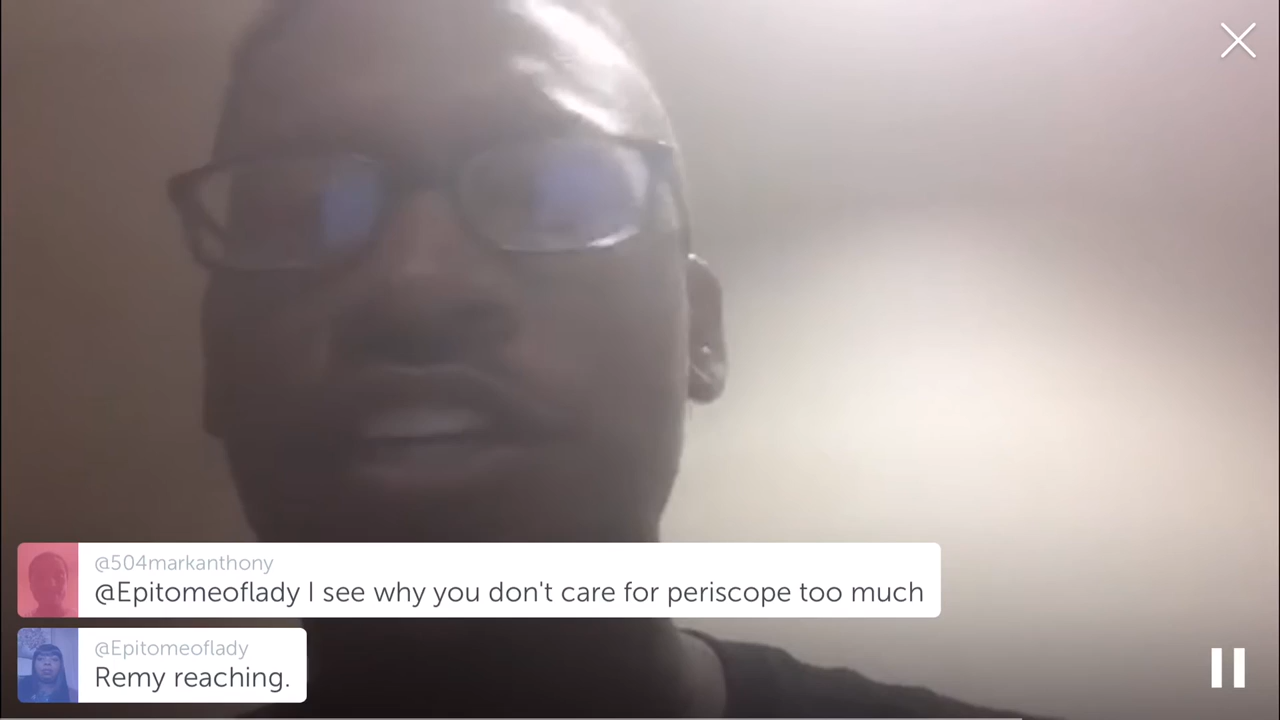 @504markanthony
@Epitomeoflady I see why you don't care for periscope too much
@Epitomeoflady
Remy reaching.